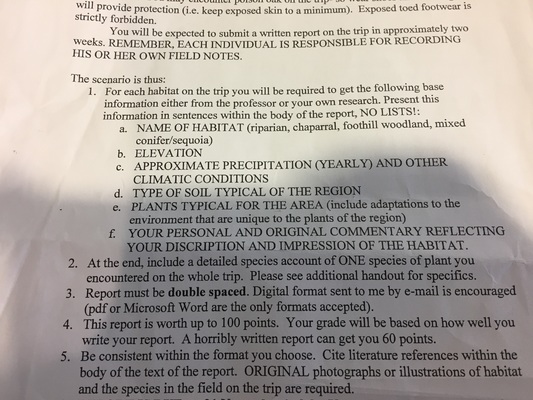 will provide protection (i.e. keep exposed skin to a minimum). Exposed toed footwear is
strictly forbidden.
You will be expected to submit a written report on the trip in approximately two
weeks. REMEMBER, EACH INDIVIDUAL IS RESPONSIBLE FOR RECORDING
HIS OR HER OWN FIELD NOTES.
The scenario is thus:
1. For each habitat on the trip you will be required to get the following base
information either from the professor or your own research. Present this
information in sentences within the body of the report, NO LISTS!:
a. NAME OF HABITAT (riparian, chaparral, foothill woodland, mixed
conifer/sequoia)
b. ELEVATION
c. APPROXIMATE PRECIPITATION (YEARLY) AND OTHER
CLIMATIC CONDITIONS
d. TYPE OF SOIL TYPICAL OF THE REGION
e. PLANTS TYPICAL FOR THE AREA (include adaptations to the
environment that are unique to the plants of the region)
f. YOUR PERSONAL AND ORIGINAL COMMENTARY REFLECTING
YOUR DISCRIPTION AND IMPRESSION OF THE HABITAT.
2. At the end, include a detailed species account of ONE species of plant you
encountered on the whole trip. Please see additional handout for specifics.
3. Report must be double spaced. Digital format sent to me by e-mail is encouraged
(pdf or Microsoft Word are the only formats accepted).
4. This report is worth up to 100 points. Your grade will be based on how well you
write your report. A horribly written report can get you 60 points.
5. Be consistent within the format you choose. Cite literature references within the
body of the text of the report. ORIGINAL photographs or illustrations of habitat
and the species in the field on the trip are required.